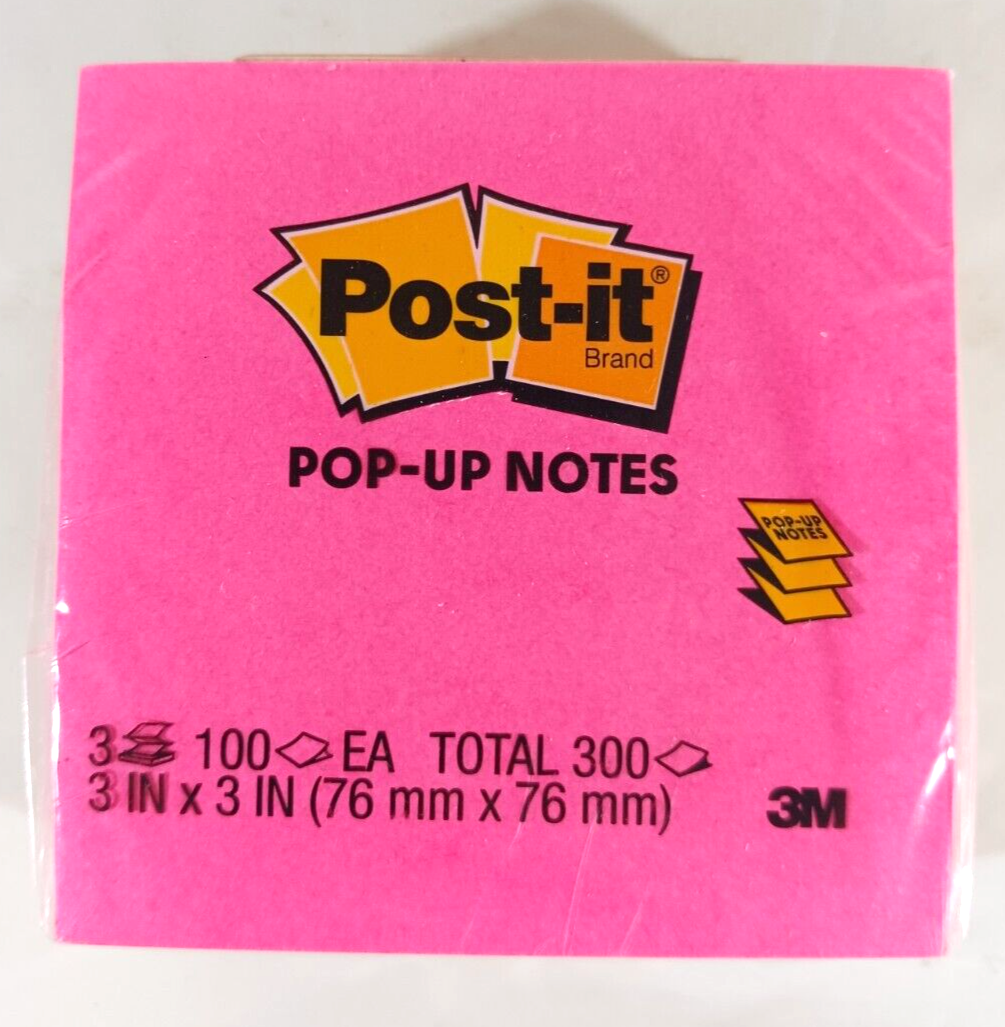 Post-it®
Brand
POP-UP NOTES
POP-UP
NOTES
3 100 EA TOTAL 300
3 IN x 3 IN (76 mm x 76 mm)
3M